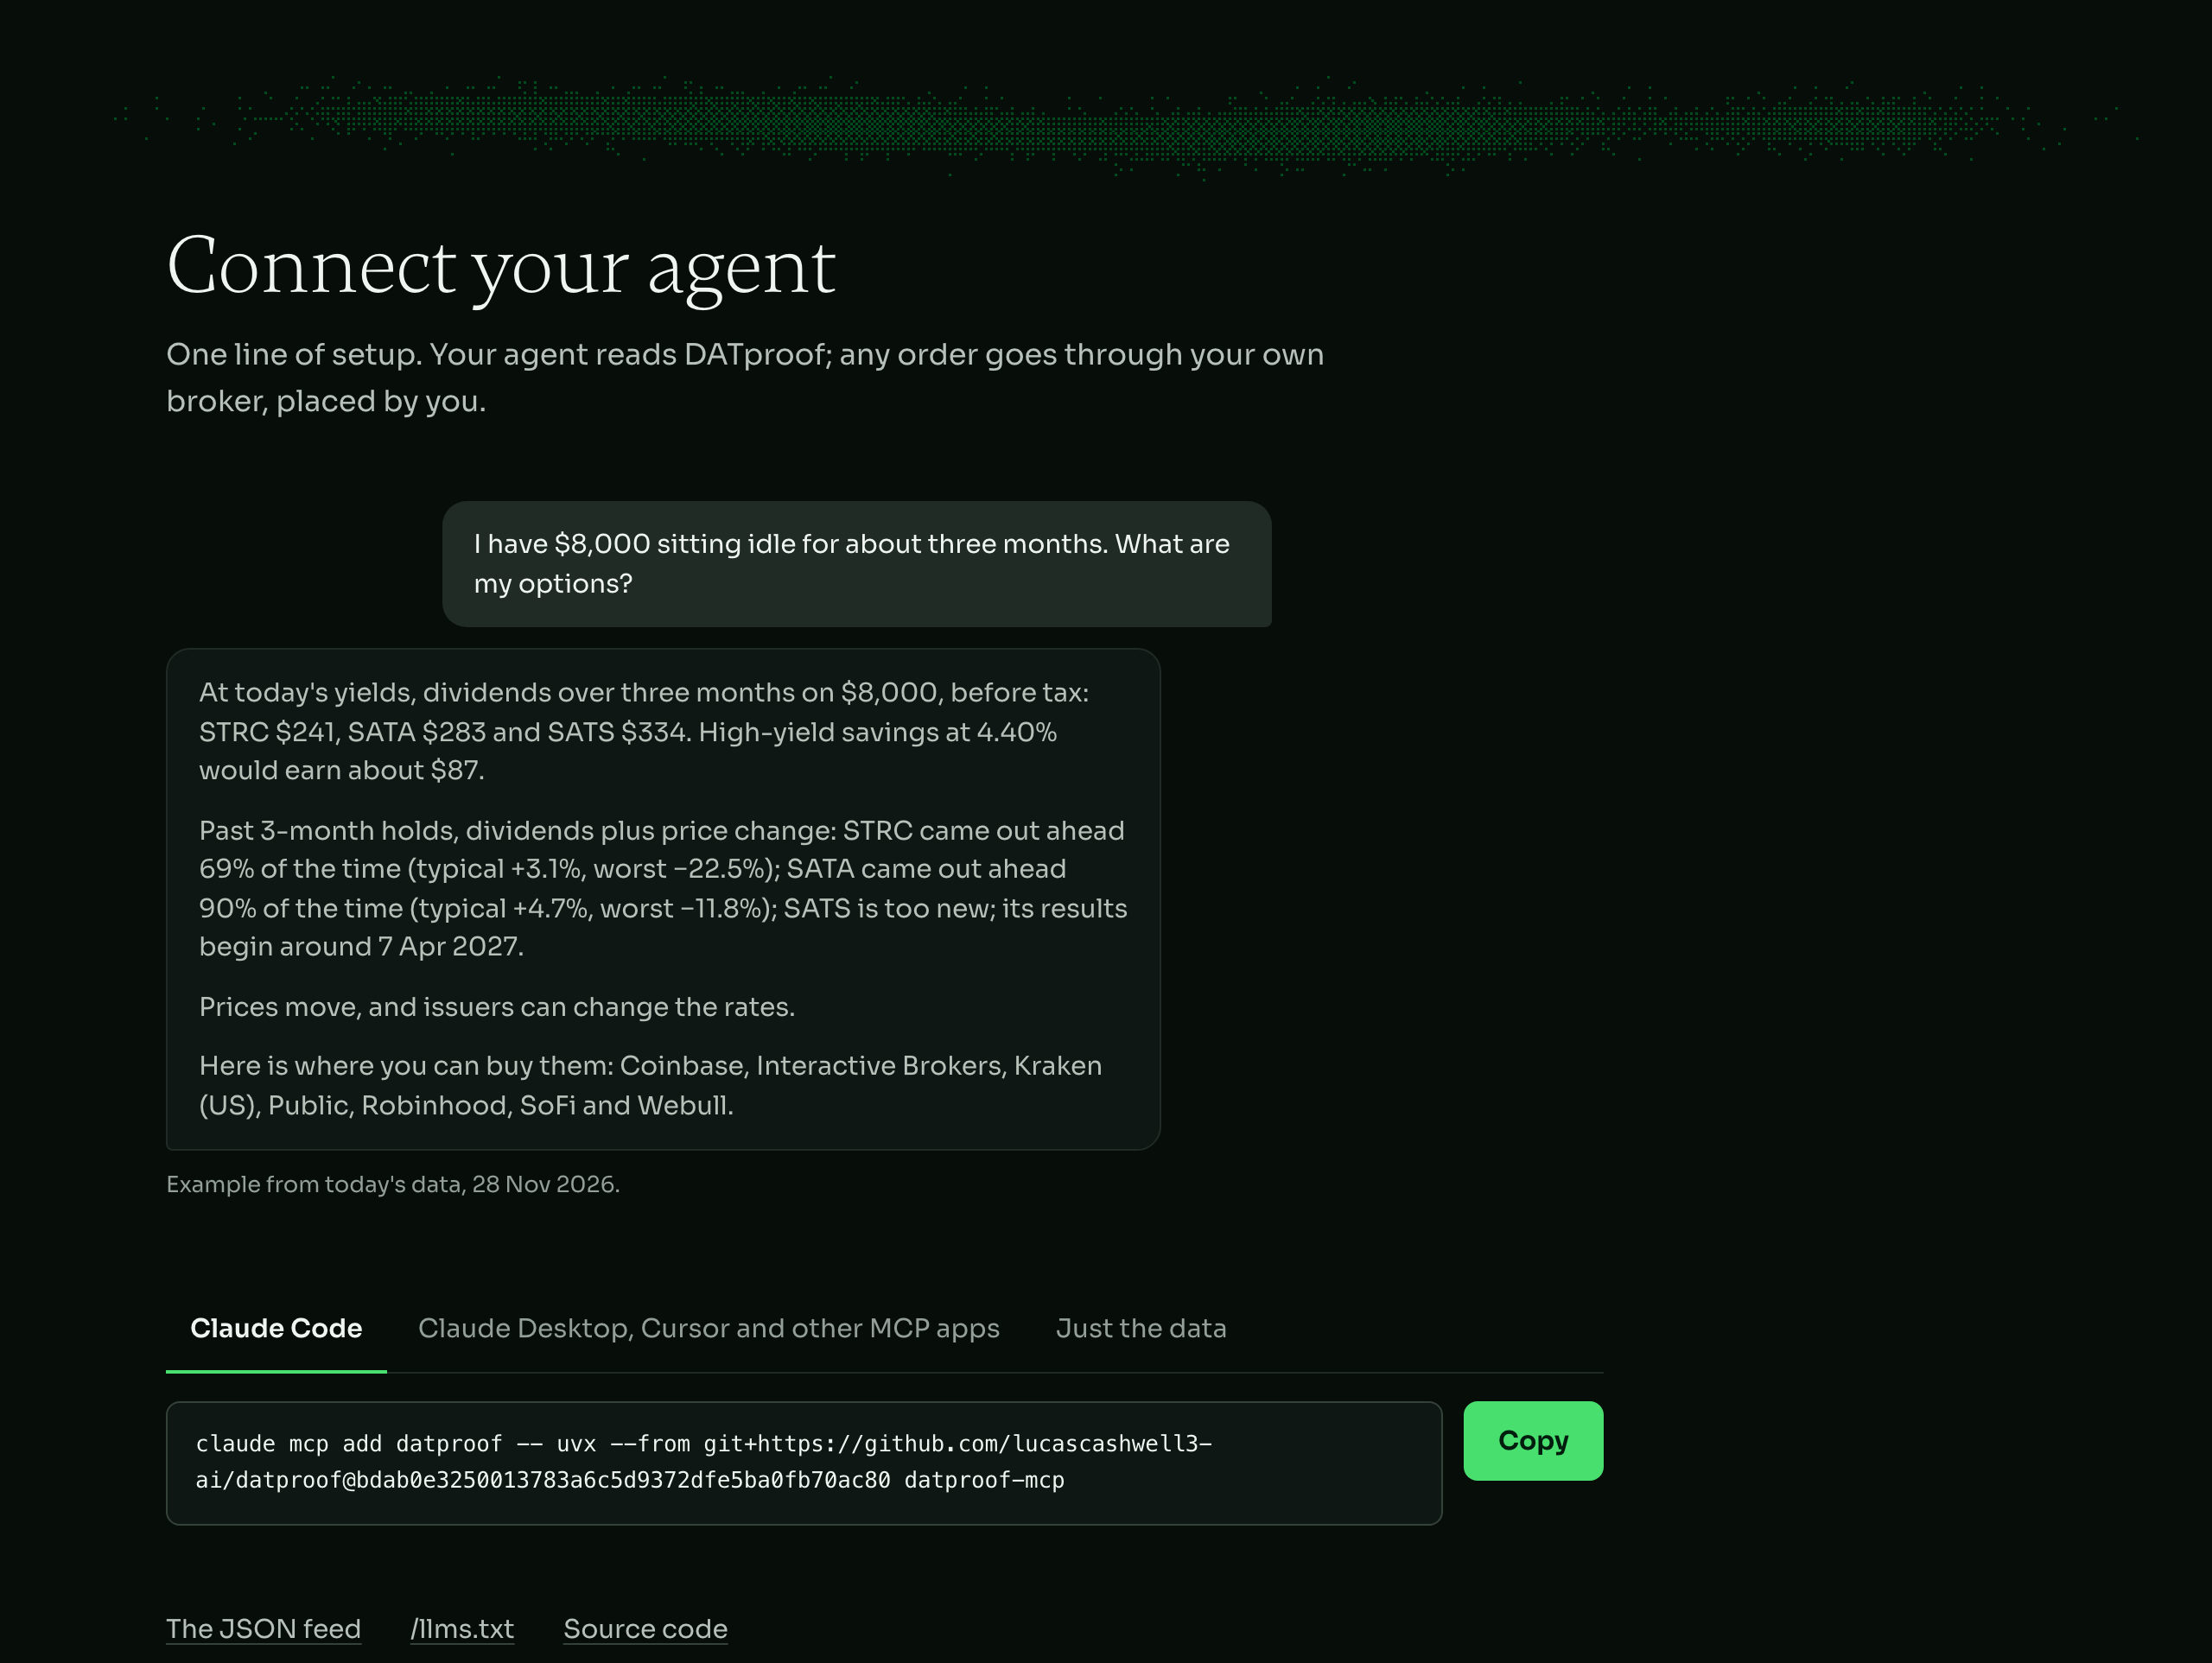 Connect your agent
One line of setup. Your agent reads DATproof; any order goes through your own
broker, placed by you.
I have $8,000 sitting idle for about three months. What are
my options?
At today's yields, dividends over three months on $8,000, before tax:
STRC $241, SATA $283 and SATS $334. High-yield savings at 4.40%
would earn about $87.
Past 3-month holds, dividends plus price change: STRC came out ahead
69% of the time (typical +3.1%, worst −22.5%); SATA came out ahead
90% of the time (typical +4.7%, worst −11.8%); SATS is too new; its results
begin around 7 Apr 2027.
Prices move, and issuers can change the rates.
Here is where you can buy them: Coinbase, Interactive Brokers, Kraken
(US), Public, Robinhood, SoFi and Webull.
Example from today's data, 28 Nov 2026.
Claude Code
Claude Desktop, Cursor and other MCP apps
Just the data
claude mcp add datproof -- uvx --from git+https://github.com/lucascashwell3-
ai/datproof@bdab0e3250013783a6c5d9372dfe5ba0fb70ac80 datproof-mcp
Copy
The JSON feed
/llms.txt
Source code